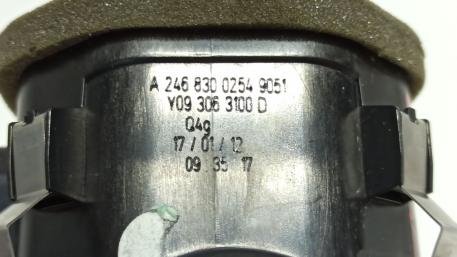 A 246 830 0254 9051
V09 306 3100 D
Q4g
17 / 01 / 12
09 35 17